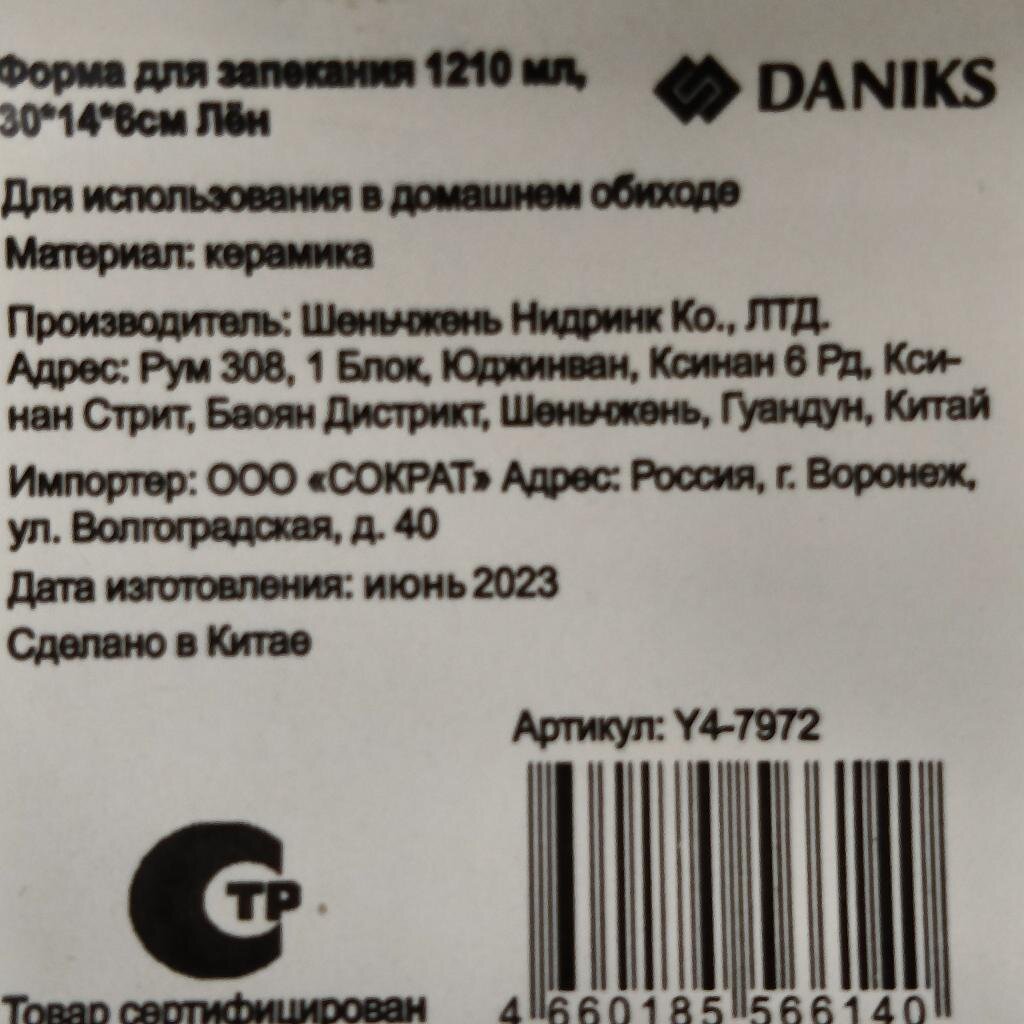 Форма для запекания 1210 мл,
30*14*6см Лён
DANIKS
Для использования в домашнем обиходе
Материал: керамика
Производитель: Шеньчжень Нидринк Ко., ЛТД.
Адрес: Рум 308, 1 Блок, Юджинван, Ксинан 6 Рд, Кси-
нан Стрит, Баоян Дистрикт, Шеньчжень, Гуандун, Китай
Импортер: ООО «СОКРАТ» Адрес: Россия, г. Воронеж,
ул. Волгоградская, д. 40
Дата изготовления: июнь 2023
Сделано в Китае
Артикул: Y4-7972
СТР
Товар сертифицирован
4 660185 566140